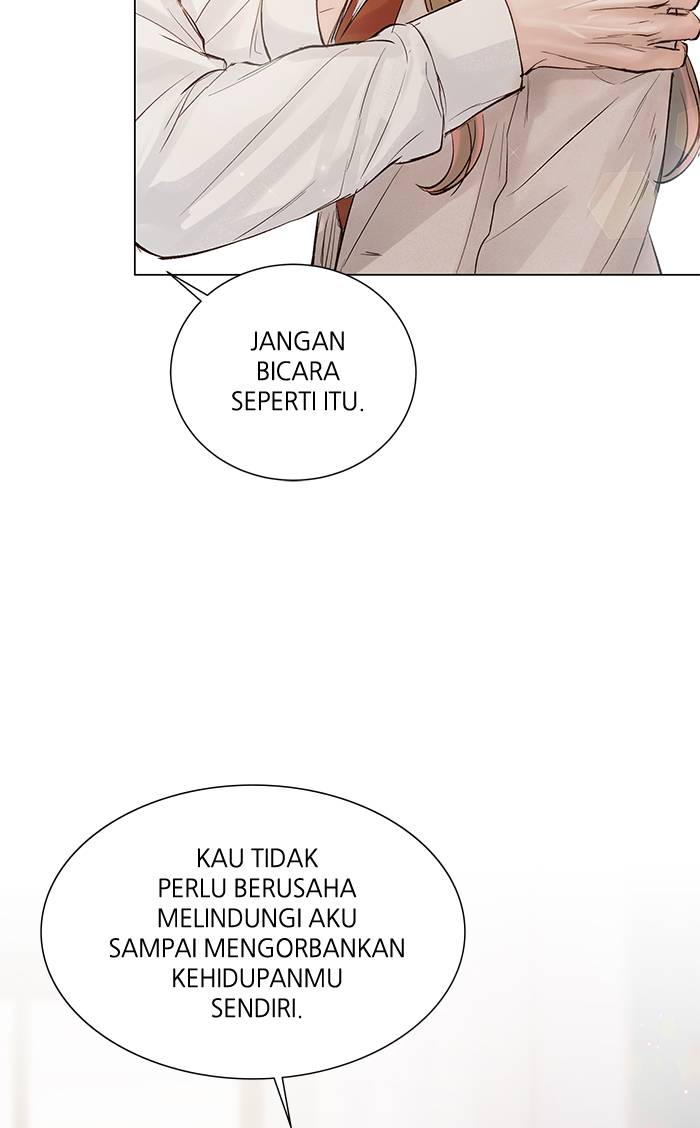 JANGAN
BICARA
SEPERTI ITU.
KAU TIDAK
PERLU BERUSAHA
MELINDUNGI AKU
SAMPAI MENGORBANKAN
KEHIDUPANMU
SENDIRI.